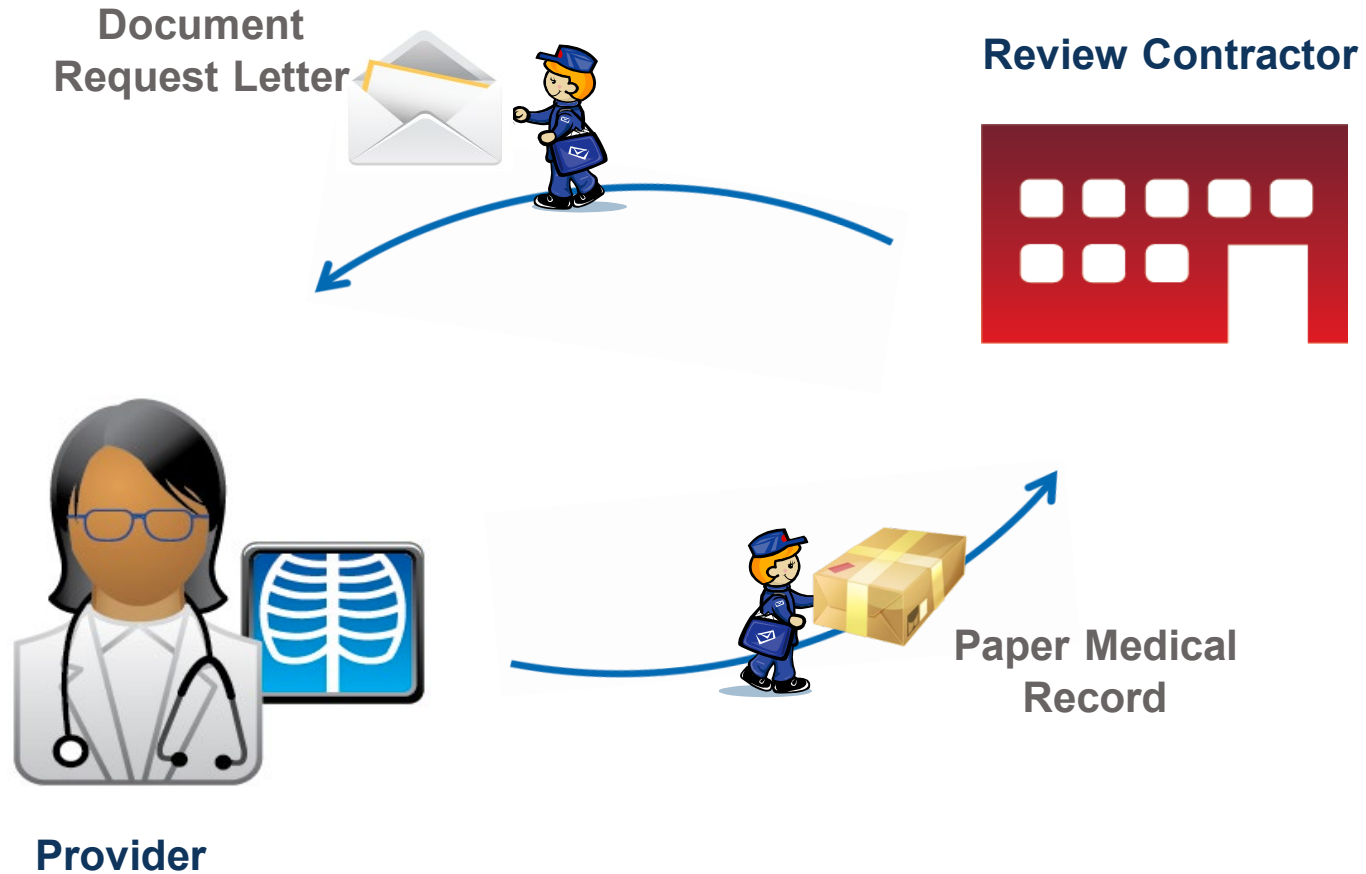 Document
Request Letter
Review Contractor
Paper Medical
Record
Provider